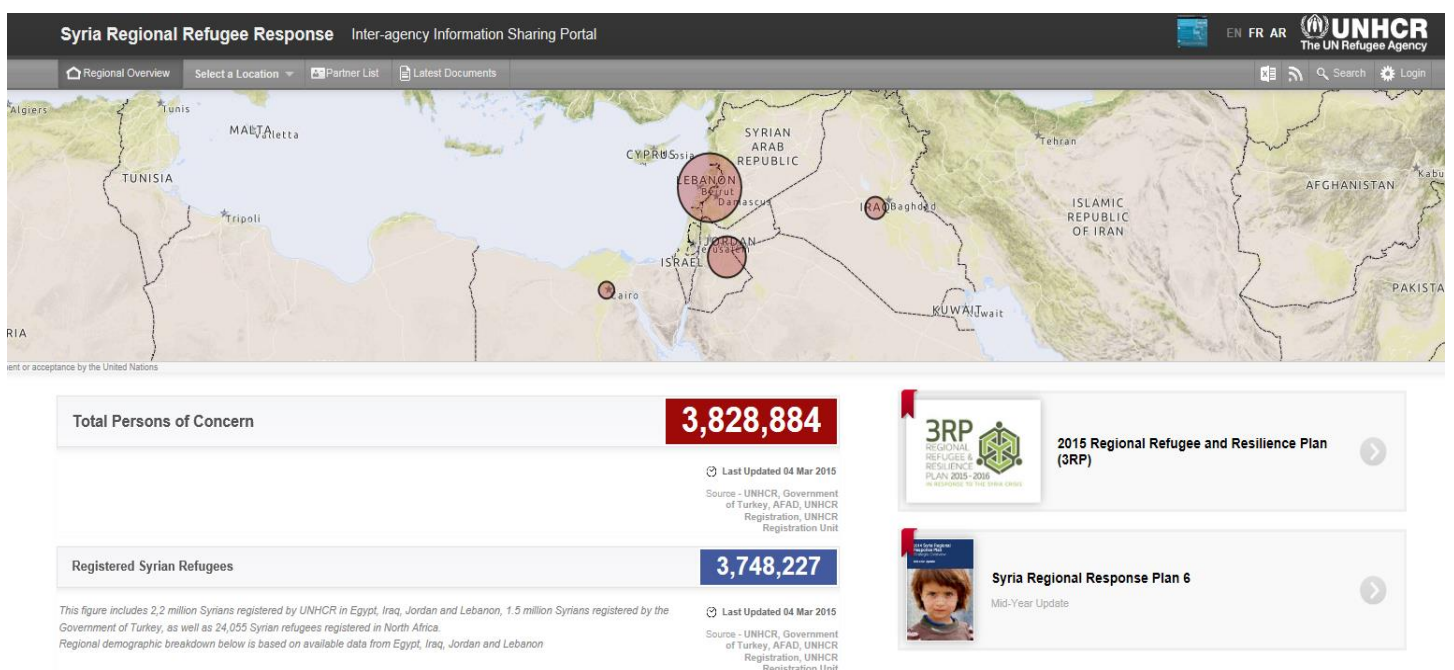 Syria Regional Refugee Response Inter-agency Information Sharing Portal
EN FR AR
UNHCR
The UN Refugee Agency
Regional Overview Select a Location Partner List Latest Documents
Search Login
Algiers
Tunis
MALTA
Valletta
TUNISIA
Tripoli
CYPRUS
SYRIAN
ARAB
REPUBLIC
LEBANON
Beirut
Damascus
IRAQ
Baghdad
JORDAN
Jerusalem
ISRAEL
Cairo
KUWAIT
Tehran
ISLAMIC
REPUBLIC
OF IRAN
AFGHANISTAN
Kabu
PAKISTA
RIA
ent or acceptance by the United Nations
Total Persons of Concern
3,828,884
Last Updated 04 Mar 2015
Source - UNHCR, Government
of Turkey, AFAD, UNHCR
Registration, UNHCR
Registration Unit
Registered Syrian Refugees
3,748,227
This figure includes 2,2 million Syrians registered by UNHCR in Egypt, Iraq, Jordan and Lebanon, 1.5 million Syrians registered by the
Government of Turkey, as well as 24,055 Syrian refugees registered in North Africa.
Regional demographic breakdown below is based on available data from Egypt, Iraq, Jordan and Lebanon
Last Updated 04 Mar 2015
Source - UNHCR, Government
of Turkey, AFAD, UNHCR
Registration, UNHCR
Registration Unit
3RP
REGIONAL
REFUGEE &
RESILIENCE
PLAN 2015-2016
IN RESPONSE TO THE SYRIA CRISIS
2015 Regional Refugee and Resilience Plan
(3RP)
Syria Regional Response Plan 6
Mid-Year Update